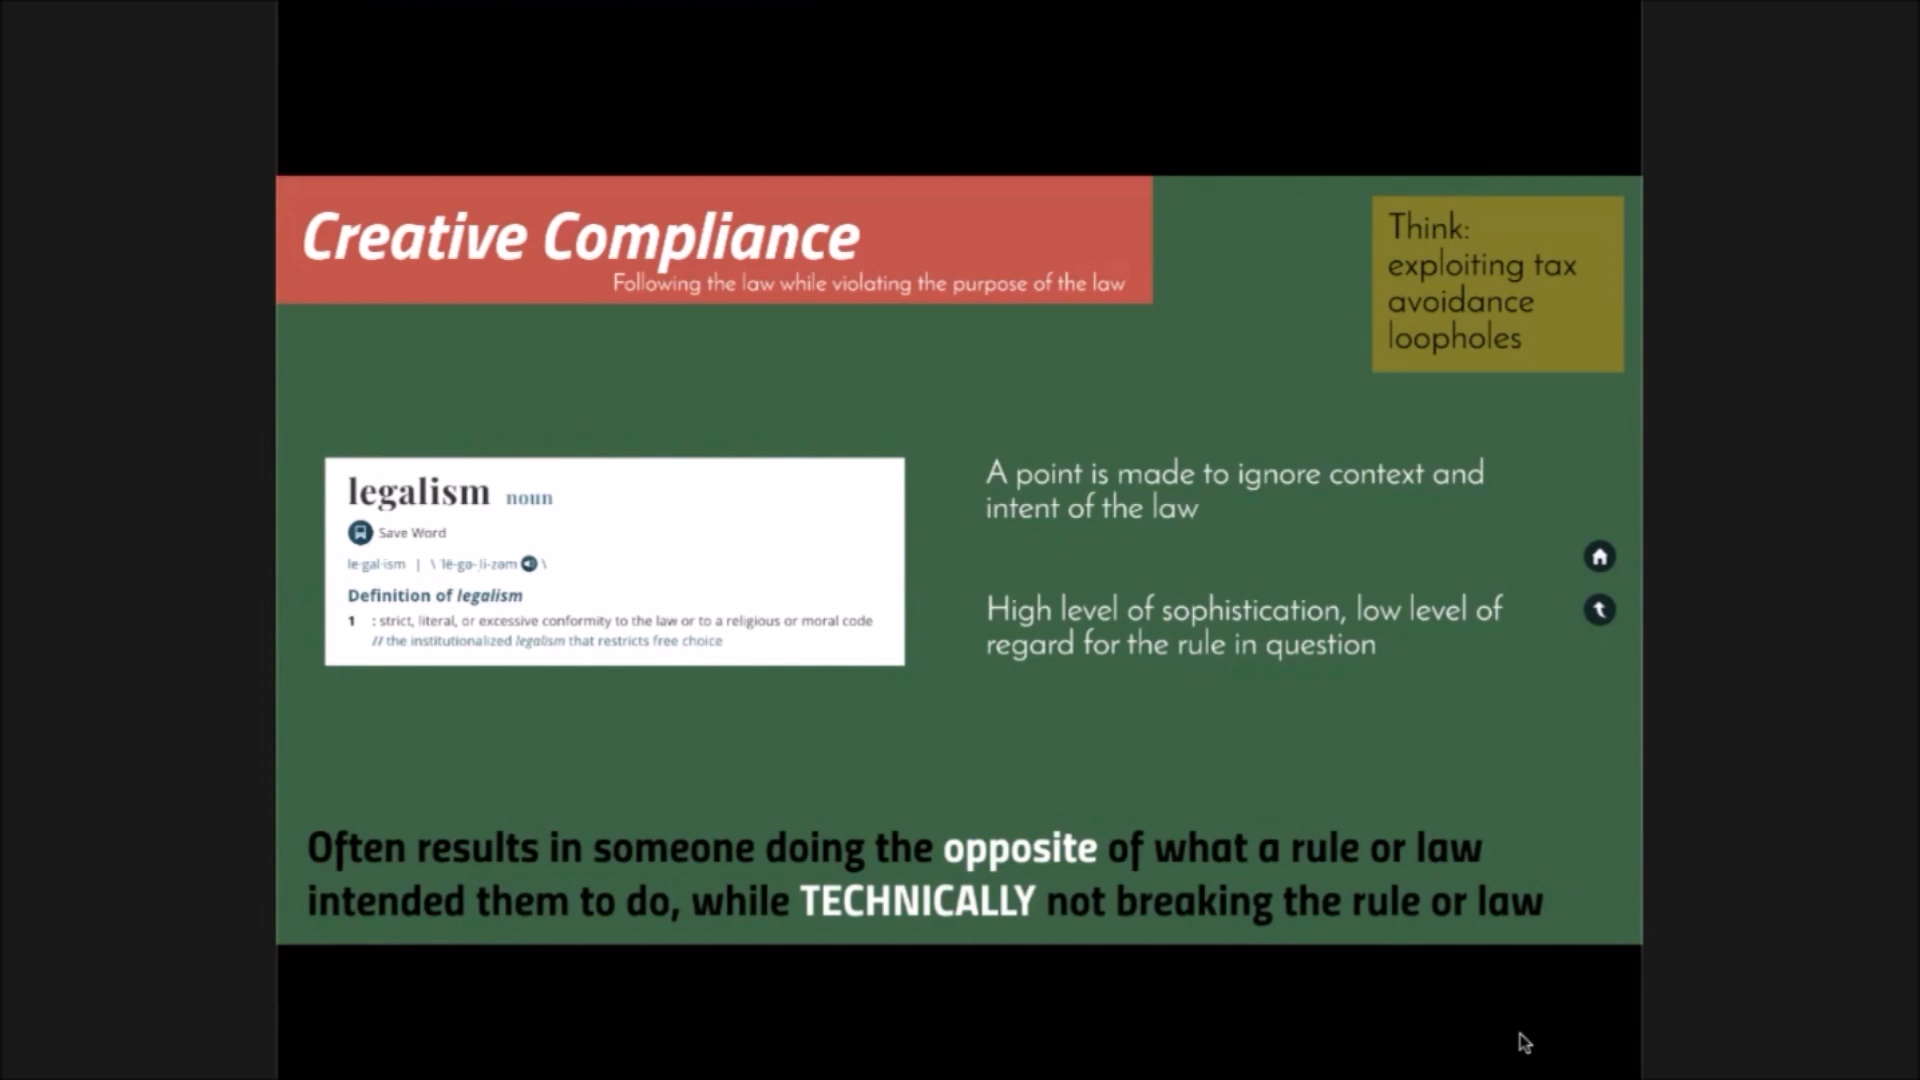 Creative Compliance
Following the law while violating the purpose of the law
Think:
exploiting tax
avoidance
loopholes
legalism noun
Save Word
le·gal·ism | \ ˈlē-gə-ˌli-zəm \
Definition of legalism
1 : strict, literal, or excessive conformity to the law or to a religious or moral code
// the institutionalized legalism that restricts free choice
A point is made to ignore context and
intent of the law
High level of sophistication, low level of
regard for the rule in question
Often results in someone doing the opposite of what a rule or law
intended them to do, while TECHNICALLY not breaking the rule or law